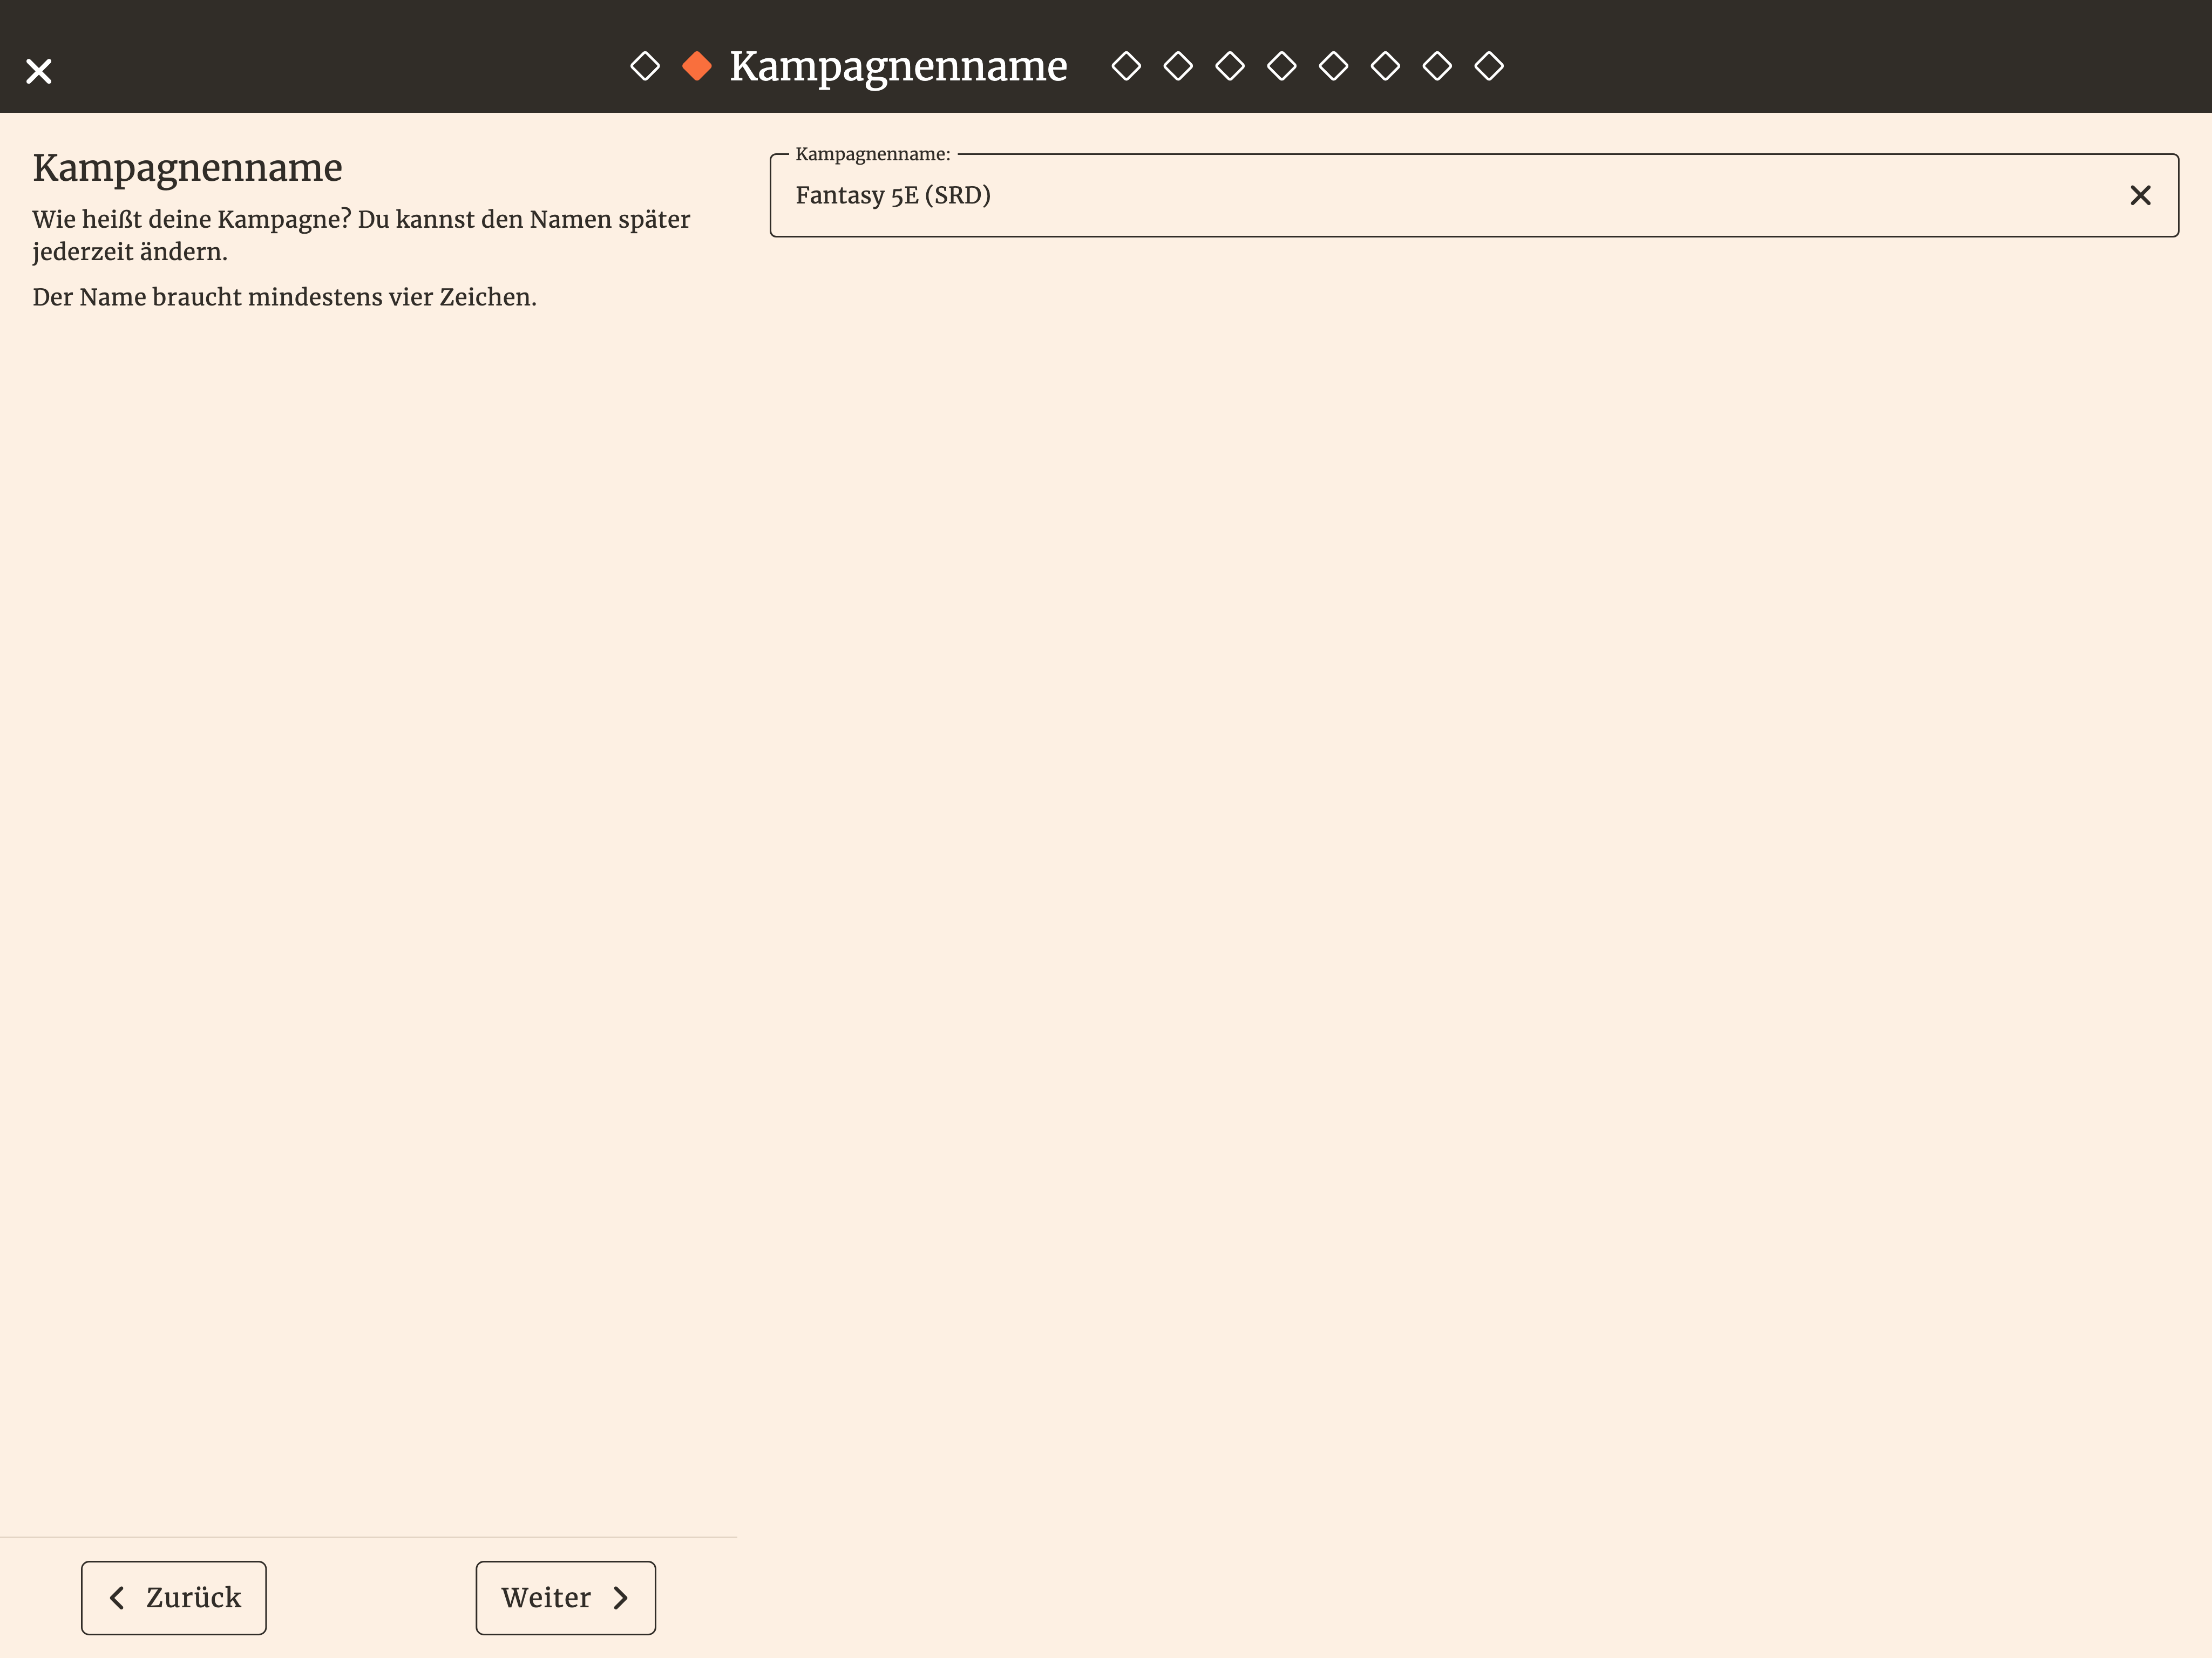 Kampagnenname
Kampagnenname
Wie heißt deine Kampagne? Du kannst den Namen später
jederzeit ändern.
Der Name braucht mindestens vier Zeichen.
Kampagnenname:
Fantasy 5E (SRD)
Zurück
Weiter